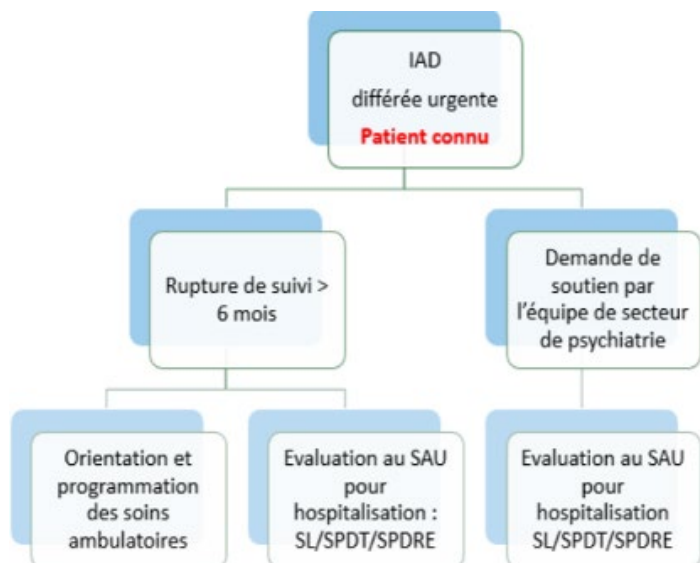 IAD
différée urgente
Patient connu
Rupture de suivi >
6 mois
Demande de
soutien par
l'équipe de secteur
de psychiatrie
Orientation et
programmation
des soins
ambulatoires
Evaluation au SAU
pour
hospitalisation :
SL/SPDT/SPDRE
Evaluation au SAU
pour
hospitalisation
SL/SPDT/SPDRE